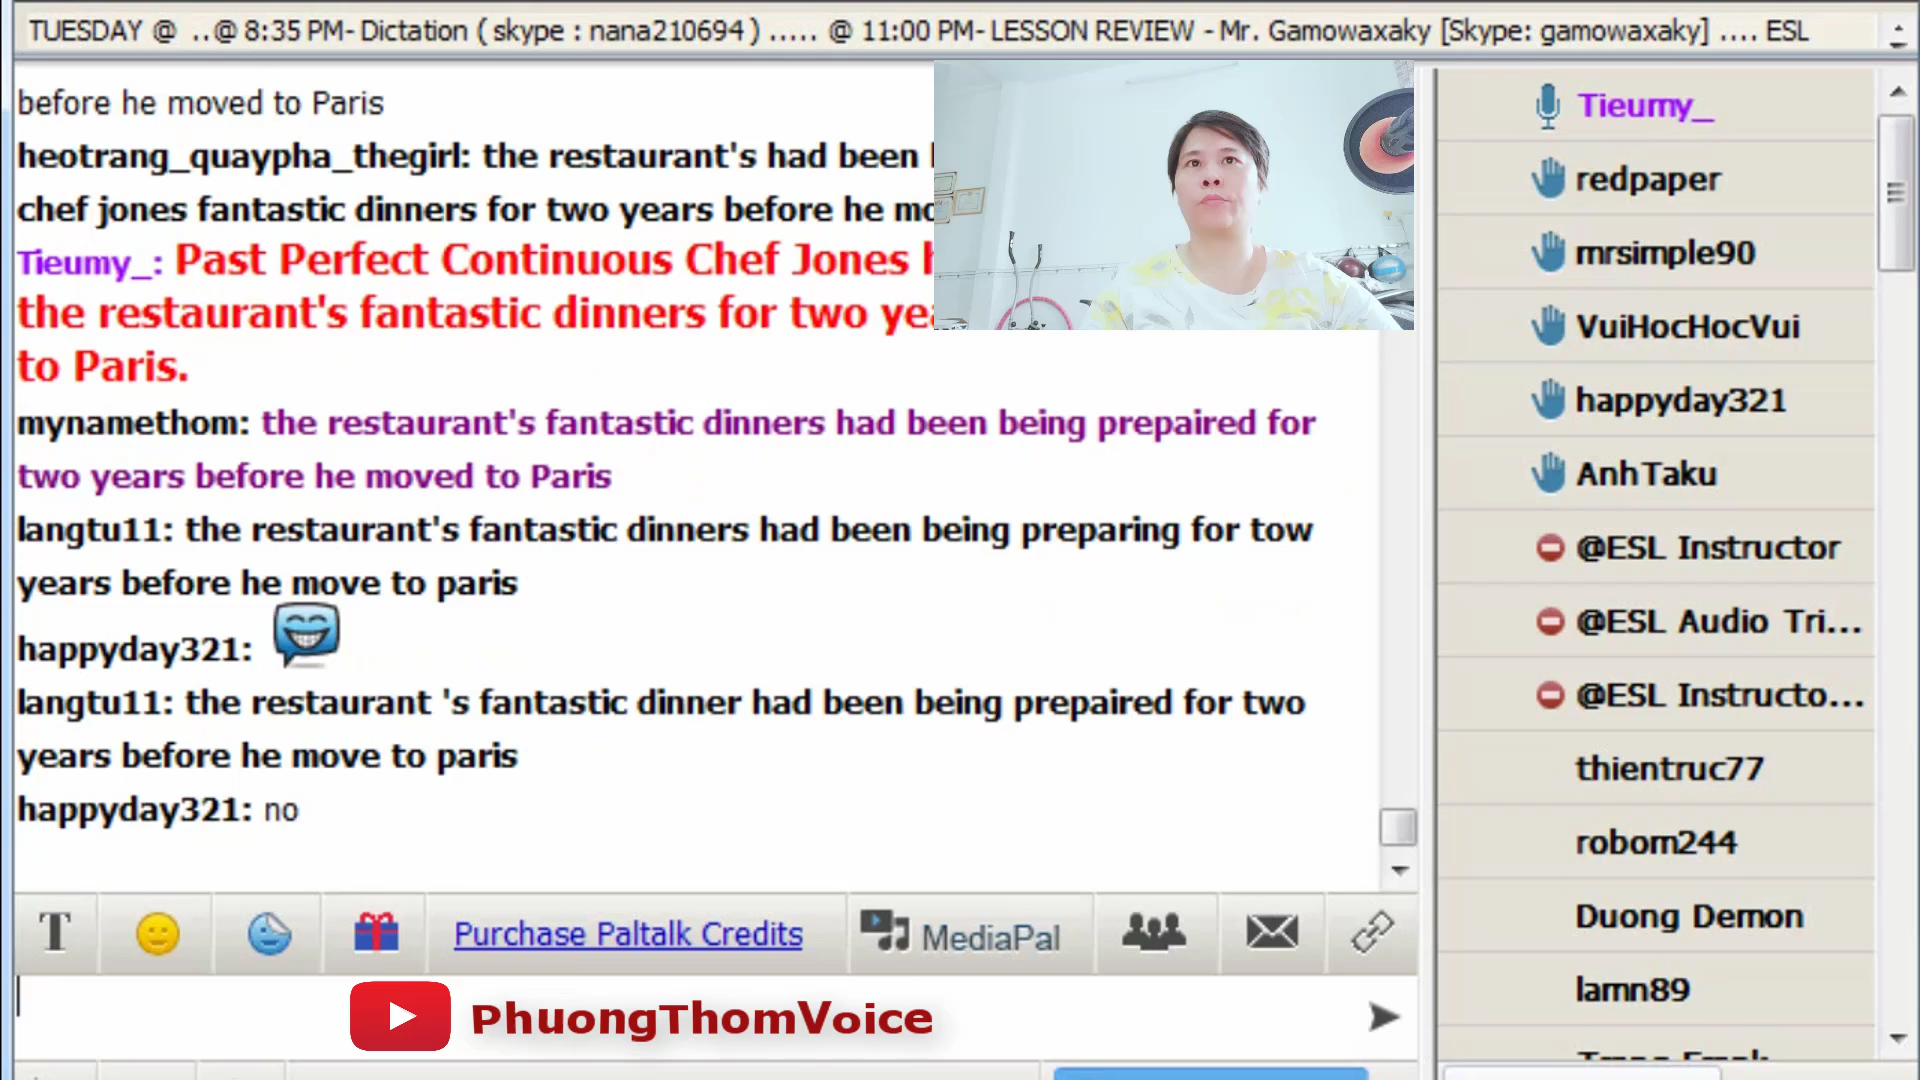 TUESDAY @ ..@ 8:35 PM- Dictation ( skype : nana210694 ) ..... @ 11:00 PM- LESSON REVIEW - Mr. Gamowaxaky [Skype: gamowaxaky] .... ESL
before he moved to Paris
heotrang_quaypha_thegirl: the restaurant's had been
chef jones fantastic dinners for two years before he
Tieumy_: Past Perfect Continuous Chef Jones
the restaurant's fantastic dinners for two
to Paris.
mynamethom: the restaurant's fantastic dinners had been being prepaired for
two years before he moved to Paris
langtu11: the restaurant's fantastic dinners had been being preparing for tow
years before he move to paris
happyday321:
langtu11: the restaurant 's fantastic dinner had been being prepaired for two
years before he move to paris
happyday321: no
T
Purchase Paltalk Credits
MediaPal
PhuongThomVoice
Tieumy_
redpaper
mrsimple90
VuiHocHocVui
happyday321
AnhTaku
@ESL Instructor
@ESL Audio Tri...
@ESL Instructo...
thientruc77
robom244
Duong Demon
lamn89